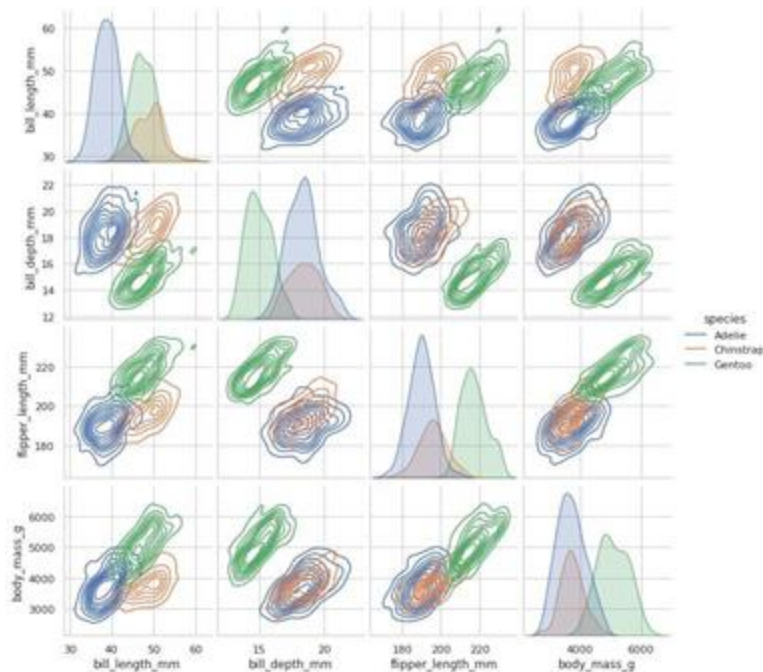 bill_length_mm
60
50
40
30
bill_depth_mm
22
20
18
16
14
12
flipper_length_mm
220
200
180
body_mass_g
6000
5000
4000
3000
30 40 50 60
15 20
180 200 220
4000 6000
bill_length_mm bill_depth_mm flipper_length_mm body_mass_g
species
Adelie
Chinstrap
Gentoo